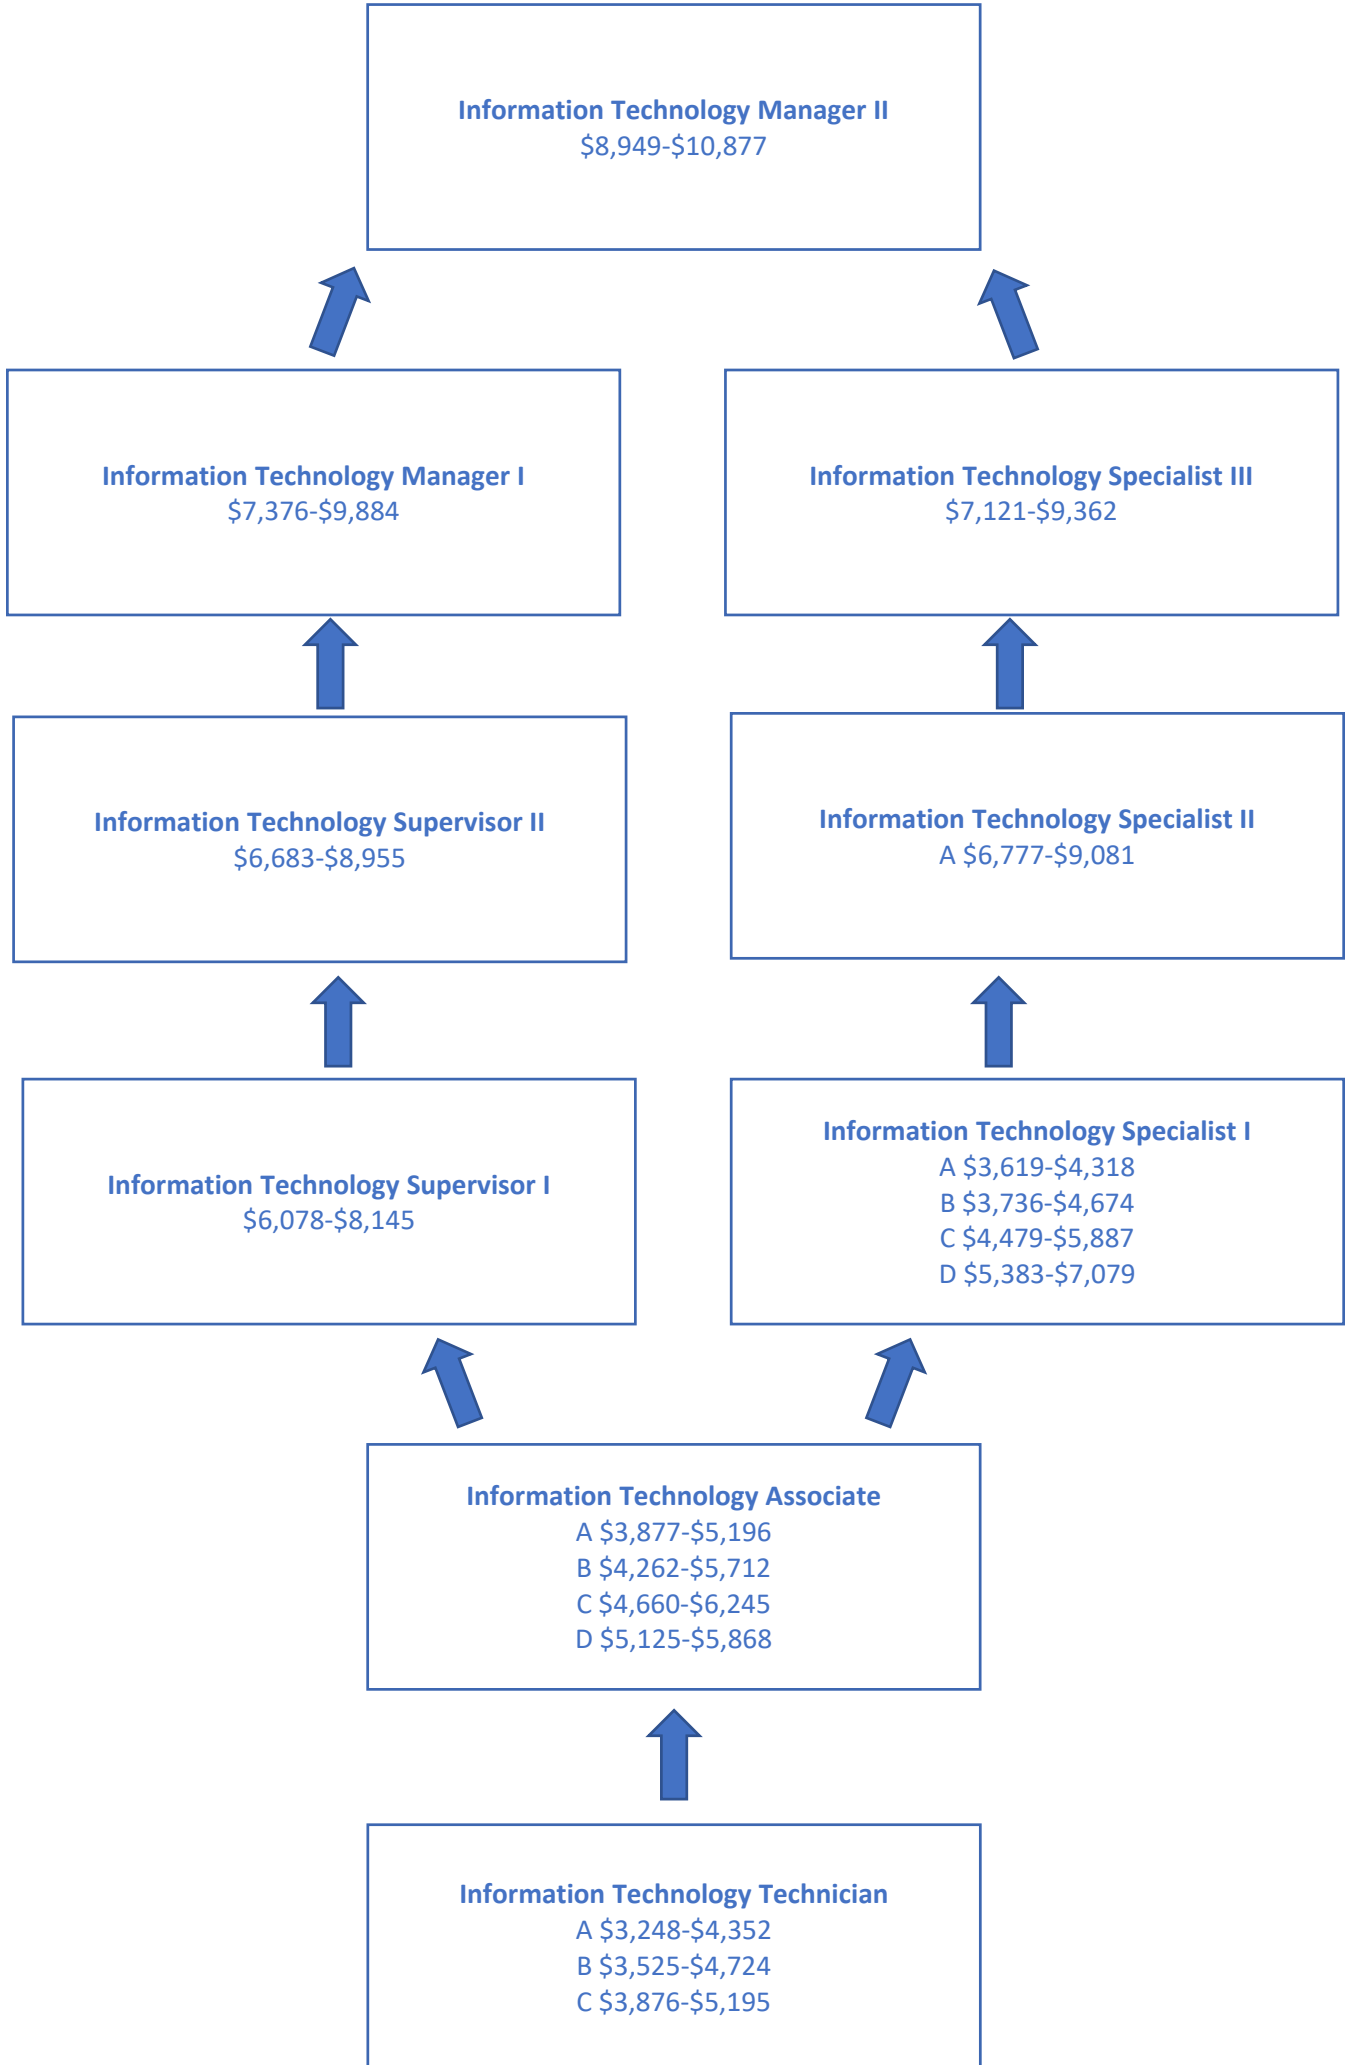 Information Technology Manager II
$8,949-$10,877
Information Technology Manager I
$7,376-$9,884
Information Technology Specialist III
$7,121-$9,362
Information Technology Supervisor II
$6,683-$8,955
Information Technology Specialist II
A $6,777-$9,081
Information Technology Supervisor I
$6,078-$8,145
Information Technology Specialist I
A $3,619-$4,318
B $3,736-$4,674
C $4,479-$5,887
D $5,383-$7,079
Information Technology Associate
A $3,877-$5,196
B $4,262-$5,712
C $4,660-$6,245
D $5,125-$5,868
Information Technology Technician
A $3,248-$4,352
B $3,525-$4,724
C $3,876-$5,195